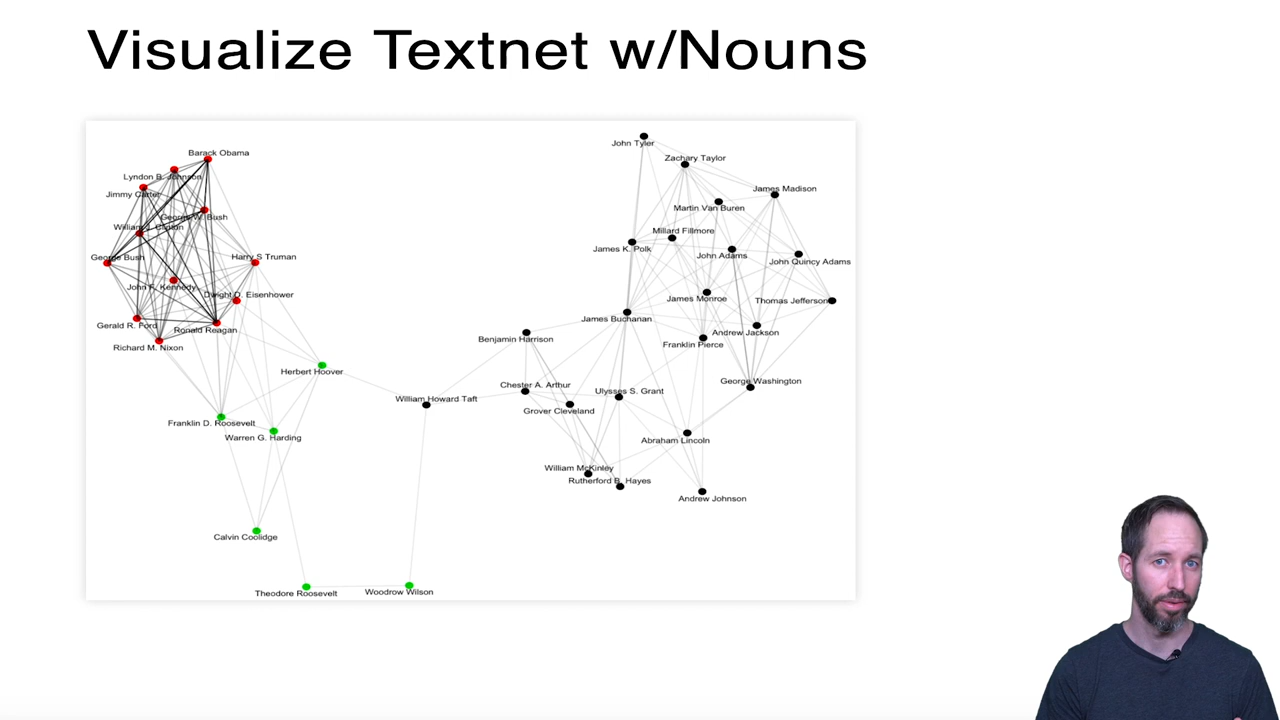 Visualize Textnet w/Nouns
Barack Obama
Lyndon B. Johnson
Jimmy Carter
George W. Bush
William J. Clinton
George Bush
Harry S Truman
John F. Kennedy
Dwight D. Eisenhower
Gerald R. Ford
Ronald Reagan
Richard M. Nixon
Herbert Hoover
Franklin D. Roosevelt
Warren G. Harding
Calvin Coolidge
Theodore Roosevelt
Woodrow Wilson
William Howard Taft
John Tyler
Zachary Taylor
James Madison
Martin Van Buren
Millard Fillmore
James K. Polk
John Adams
John Quincy Adams
James Monroe
Thomas Jefferson
James Buchanan
Andrew Jackson
Franklin Pierce
Benjamin Harrison
George Washington
Chester A. Arthur
Ulysses S. Grant
Grover Cleveland
Abraham Lincoln
William McKinley
Rutherford B. Hayes
Andrew Johnson